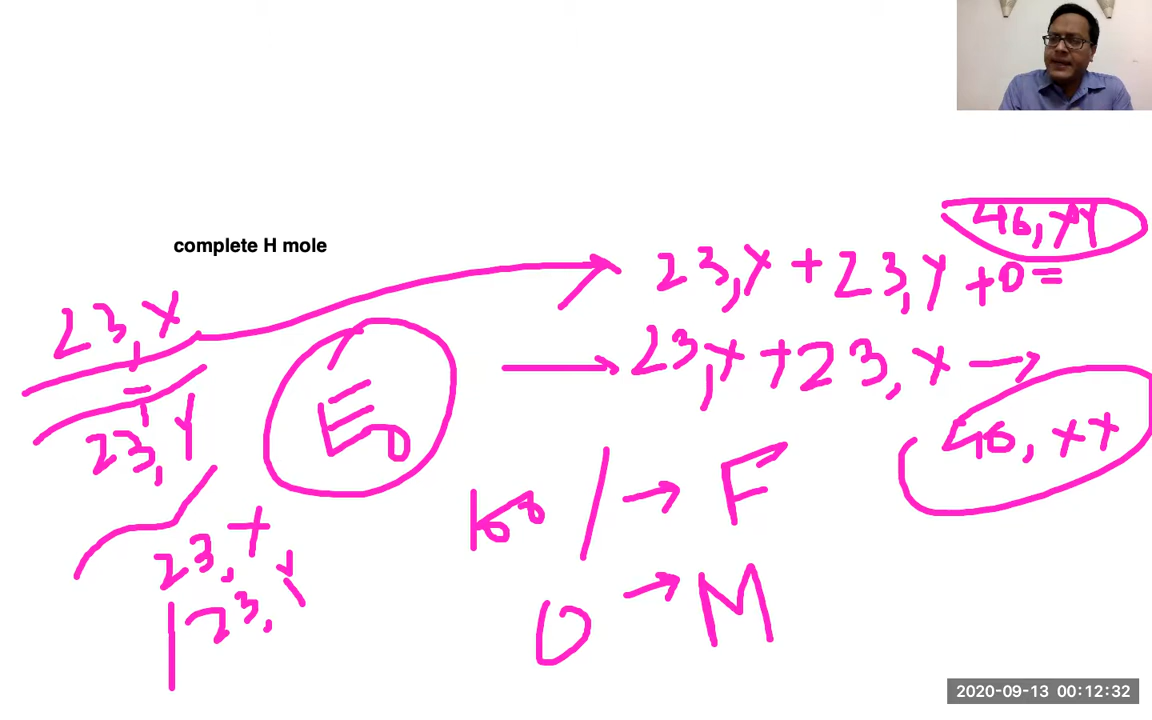 46, XY
complete H mole
23,X + 23,Y + 0 =
23,X
23,X + 23, X →
E0
23, Y
46, XX
→ F
23, X
23,
0 → M
2020-09-13 00:12:32